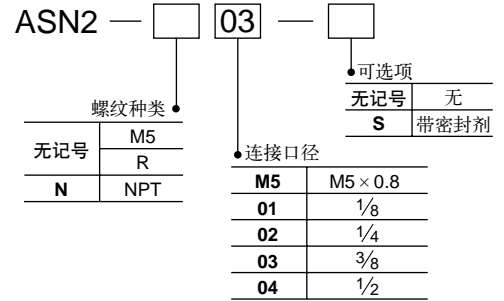 ASN2 — 03 —
可选项
无记号 无
S 带密封剂
螺纹种类
无记号 M5
R
N NPT
连接口径
M5 M5×0.8
01 1/8
02 1/4
03 3/8
04 1/2